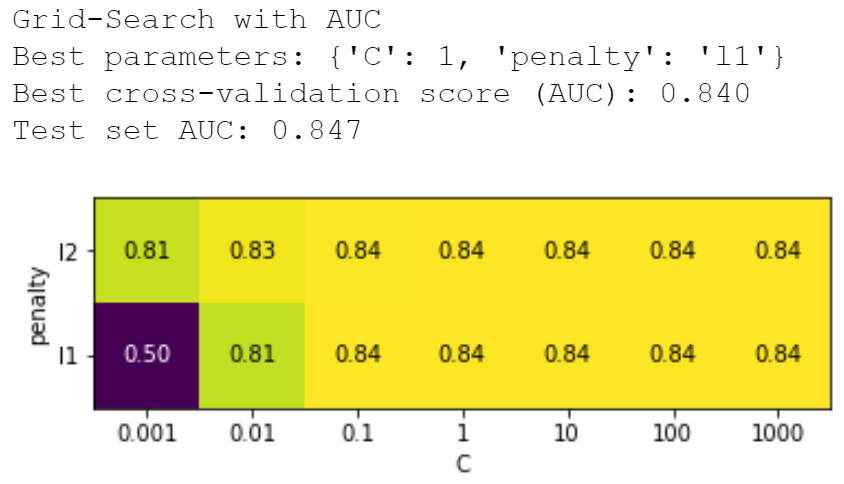 Grid-Search with AUC
Best parameters: {'C': 1, 'penalty': 'l1'}
Best cross-validation score (AUC): 0.840
Test set AUC: 0.847
l2 0.81 0.83 0.84 0.84 0.84 0.84 0.84
penalty
l1 0.50 0.81 0.84 0.84 0.84 0.84 0.84
0.001 0.01 0.1 1 10 100 1000
C